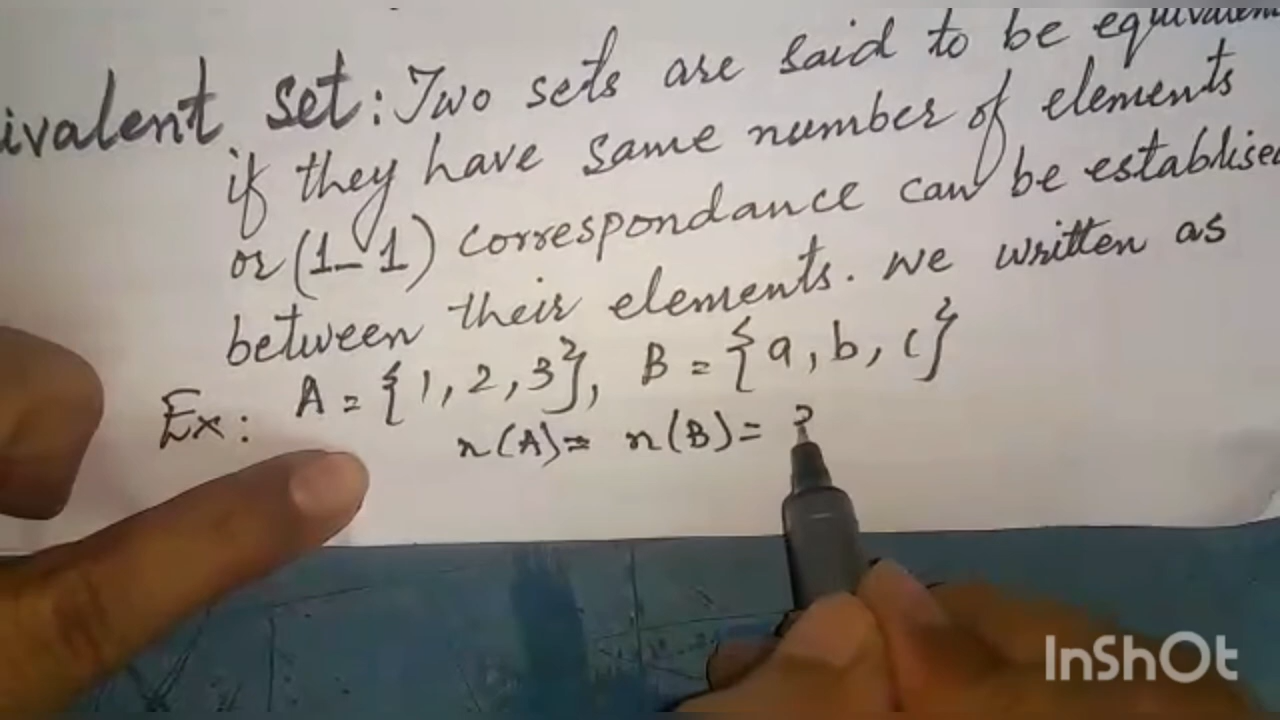 ivalent set: Two sets are said to be equivalent
if they have same number of elements
or (1-1) correspondance can be establised
between their elements. we written as
Ex: A = {1, 2, 3}, B = {a, b, c}
n(A) = n(B) =
InShOt